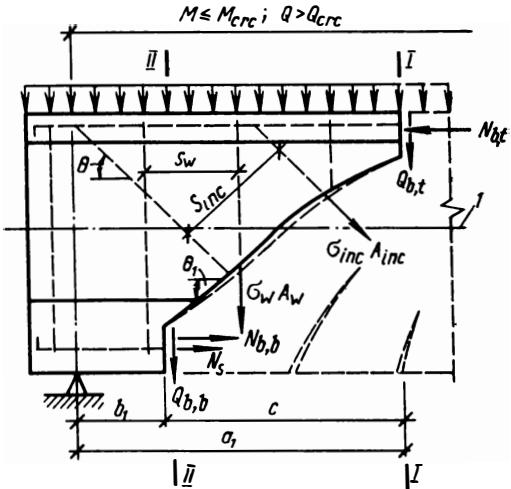 M ≤ M_crc ; Q > Q_crc
II
I
N_b,t
Q_b,t
θ
S_w
S_inc
1
σ_inc A_inc
θ_1
σ_w A_w
N_b,b
N_s
Q_b,b
b_1
c
a_1
II
I